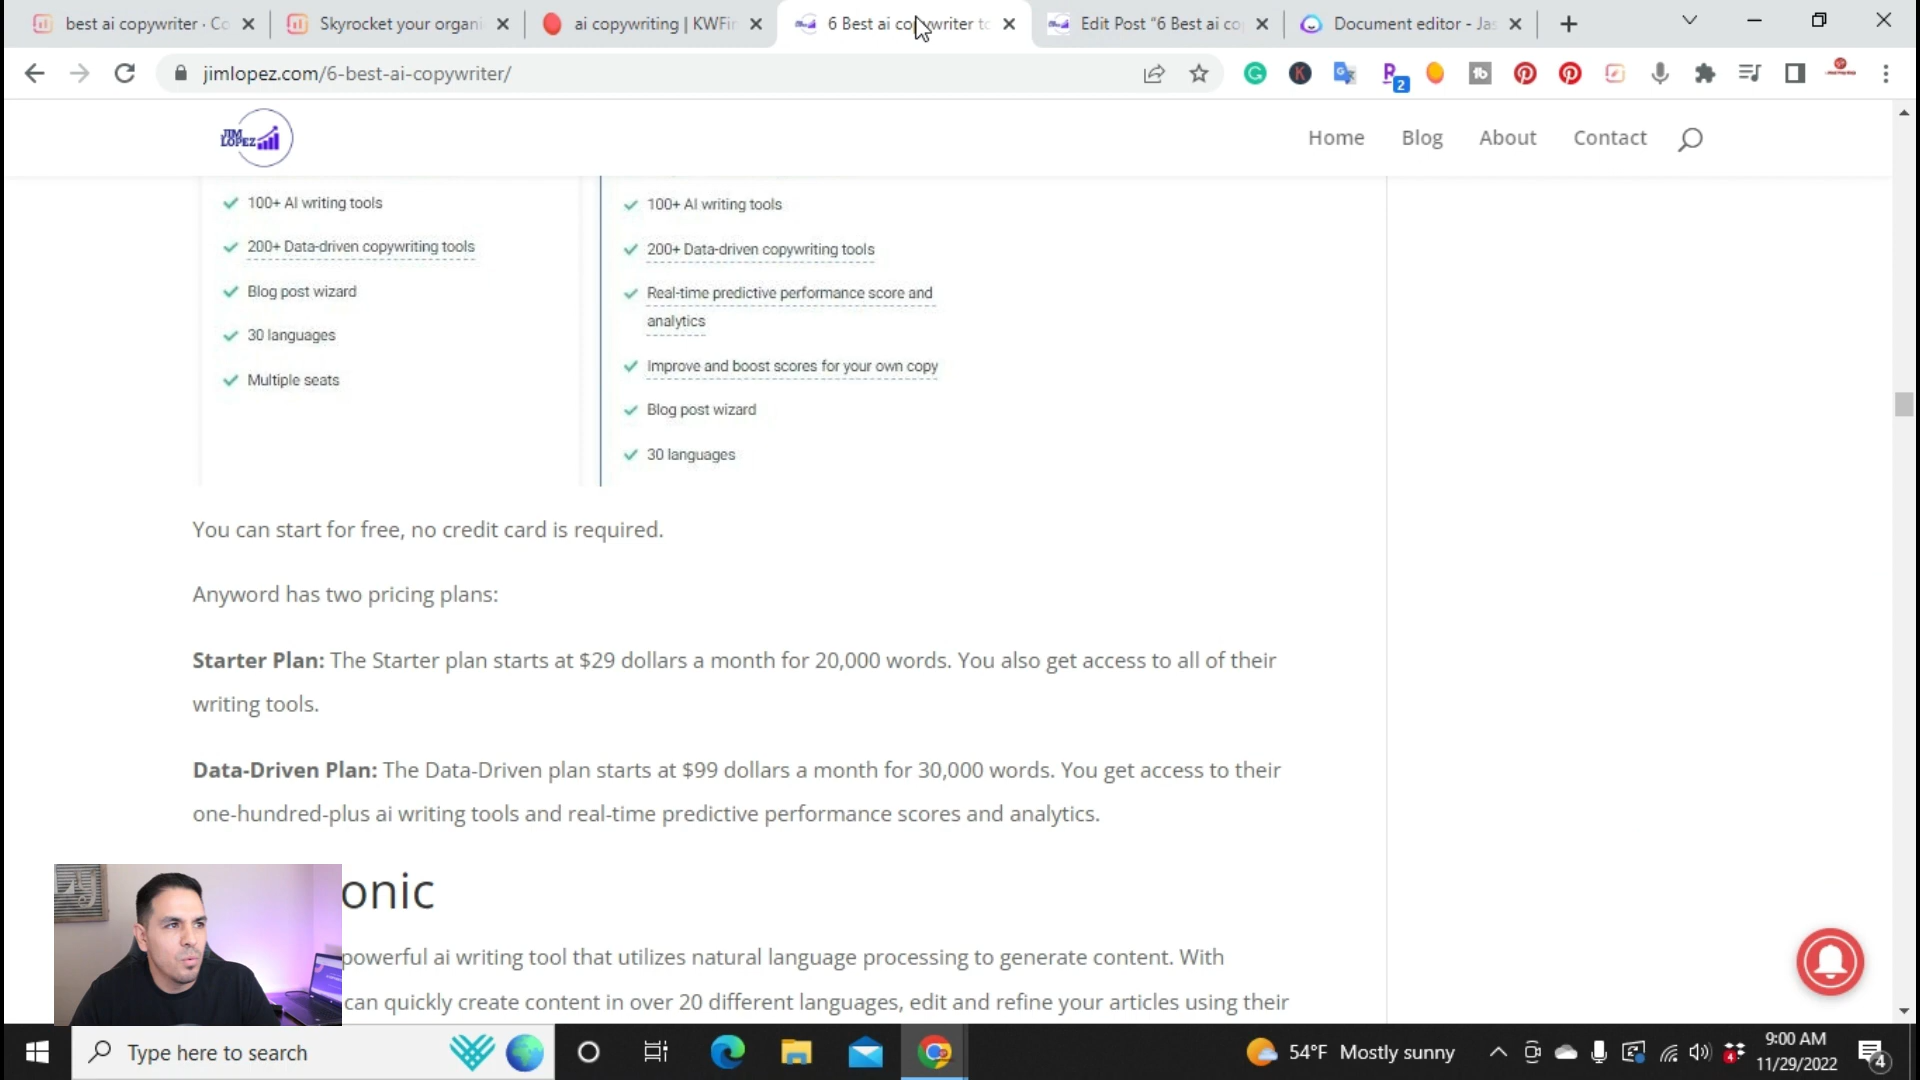 best ai copywriter · Co
Skyrocket your organi
ai copywriting | KWFin
6 Best ai copywriter to
Edit Post “6 Best ai co
Document editor - Jas
jimlopez.com/6-best-ai-copywriter/
2
JIM
LOPEZ
Home
Blog
About
Contact
100+ AI writing tools
200+ Data-driven copywriting tools
Blog post wizard
30 languages
Multiple seats
100+ AI writing tools
200+ Data-driven copywriting tools
Real-time predictive performance score and
analytics
Improve and boost scores for your own copy
Blog post wizard
30 languages
You can start for free, no credit card is required.
Anyword has two pricing plans:
Starter Plan: The Starter plan starts at $29 dollars a month for 20,000 words. You also get access to all of their
writing tools.
Data-Driven Plan: The Data-Driven plan starts at $99 dollars a month for 30,000 words. You get access to their
one-hundred-plus ai writing tools and real-time predictive performance scores and analytics.
onic
powerful ai writing tool that utilizes natural language processing to generate content. With
can quickly create content in over 20 different languages, edit and refine your articles using their
Type here to search
54°F Mostly sunny
4
9:00 AM
11/29/2022
4